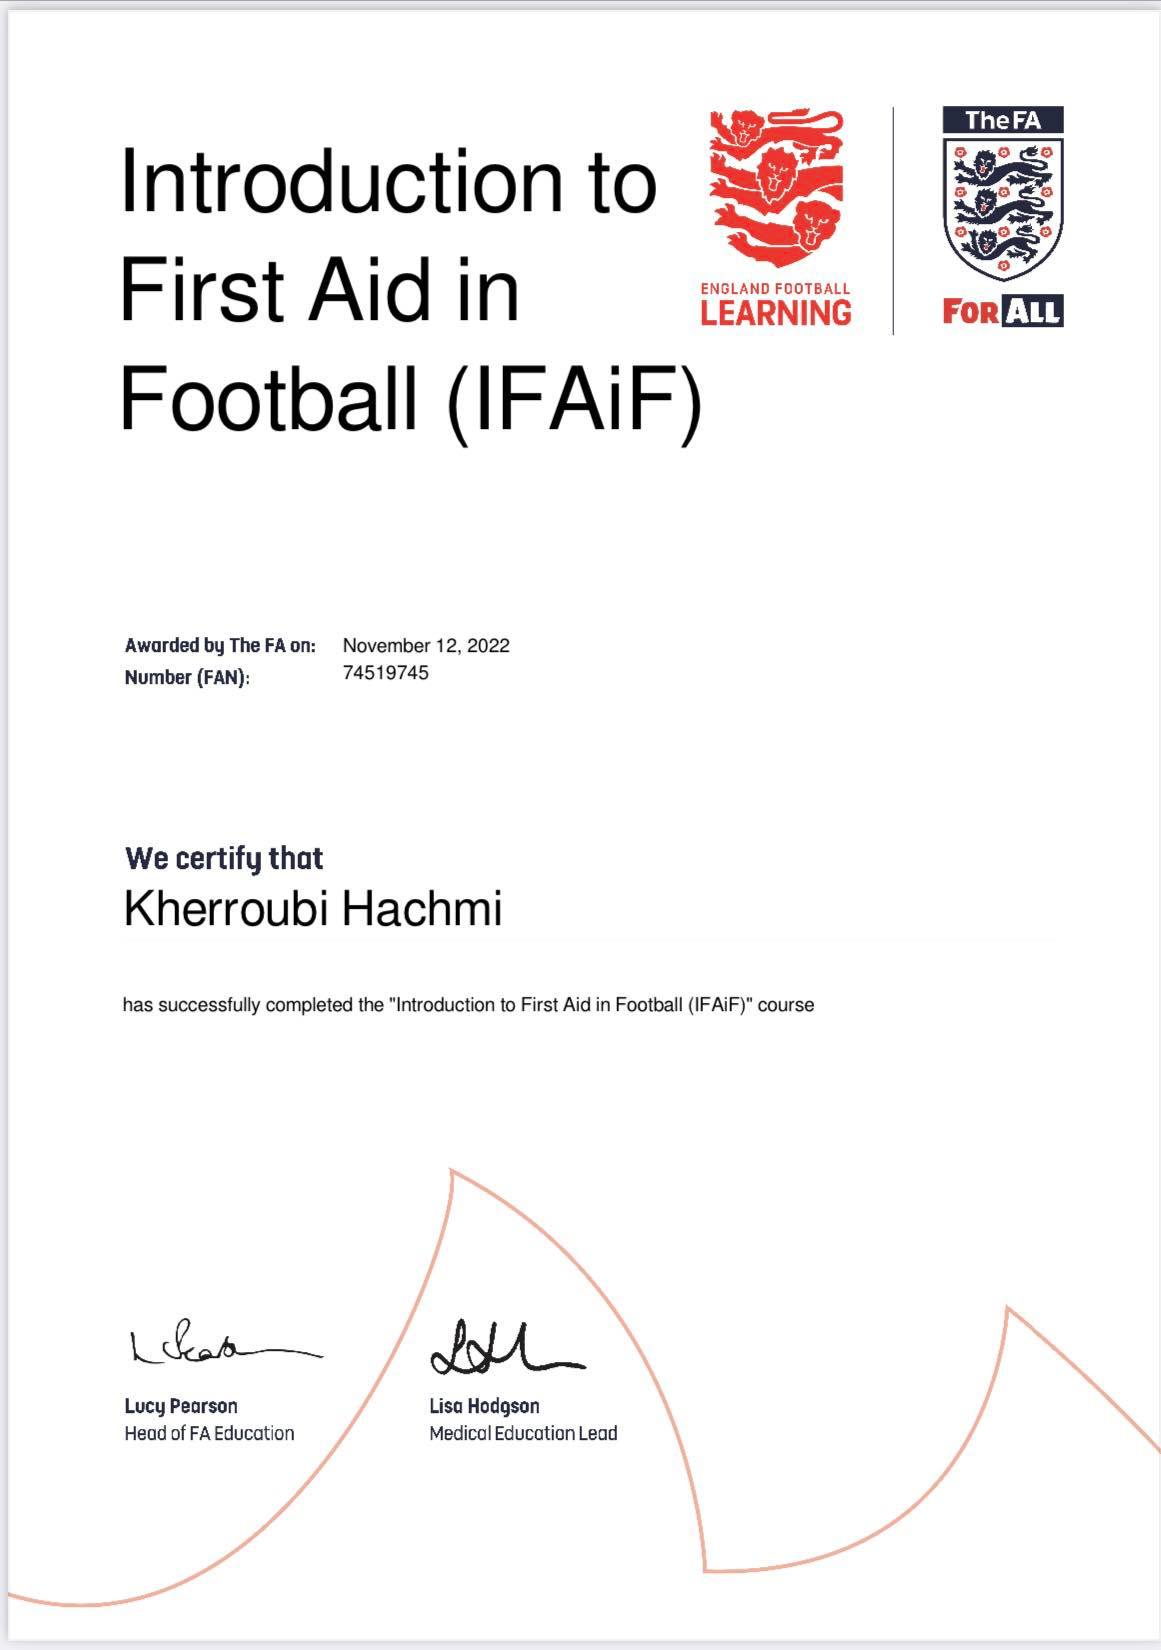 Introduction to
First Aid in
Football (IFAiF)
ENGLAND FOOTBALL
LEARNING
The FA
FOR ALL
Awarded by The FA on: November 12, 2022
Number (FAN): 74519745
We certify that
Kherroubi Hachmi
has successfully completed the "Introduction to First Aid in Football (IFAiF)" course
Lucy Pearson
Head of FA Education
Lisa Hodgson
Medical Education Lead